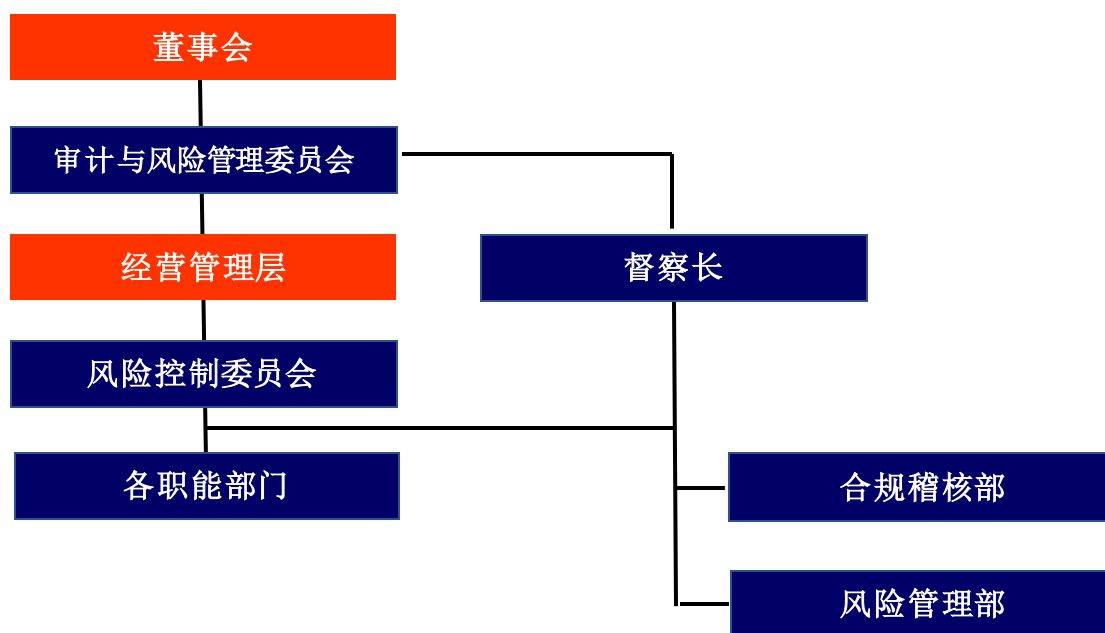 董事会
审计与风险管理委员会
经营管理层
督察长
风险控制委员会
各职能部门
合规稽核部
风险管理部